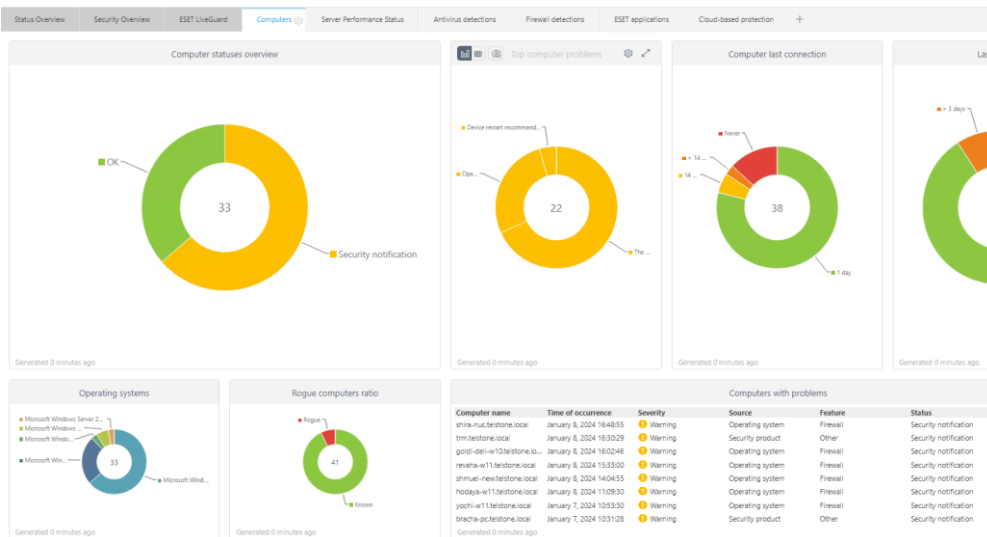 Status Overview Security Overview ESET LiveGuard Computers Server Performance Status Antivirus detections Firewall detections ESET applications Cloud-based protection +
Computer statuses overview
OK
33
Security notification
Generated 0 minutes ago
Top computer problems
Device restart recommend...
Ope...
22
The ...
Generated 0 minutes ago
Computer last connection
Never
> 14 ...
14 ...
38
1 day
Generated 0 minutes ago
Las
> 3 days
Generated 0 minutes ago
Operating systems
Microsoft Windows Server 2...
Microsoft Windows ...
Microsoft Windo...
Microsoft Win...
33
Microsoft Wind...
Generated 0 minutes ago
Rogue computers ratio
Rogue
41
Known
Generated 0 minutes ago
Computers with problems
Computer name Time of occurrence Severity Source Feature Status
shira-nuc.telstone.local January 8, 2024 16:48:55 Warning Operating system Firewall Security notification
trm.telstone.local January 8, 2024 16:30:29 Warning Security product Other Security notification
goldi-dell-w10.telstone.lo... January 8, 2024 16:02:46 Warning Operating system Firewall Security notification
revaha-w11.telstone.local January 8, 2024 15:33:00 Warning Operating system Firewall Security notification
shmuel-new.telstone.local January 8, 2024 14:04:55 Warning Operating system Firewall Security notification
hodaya-w11.telstone.local January 8, 2024 11:09:30 Warning Operating system Firewall Security notification
yochi-w11.telstone.local January 7, 2024 10:53:30 Warning Operating system Firewall Security notification
bracha-pc.telstone.local January 7, 2024 10:31:28 Warning Security product Other Security notification
Generated 0 minutes ago